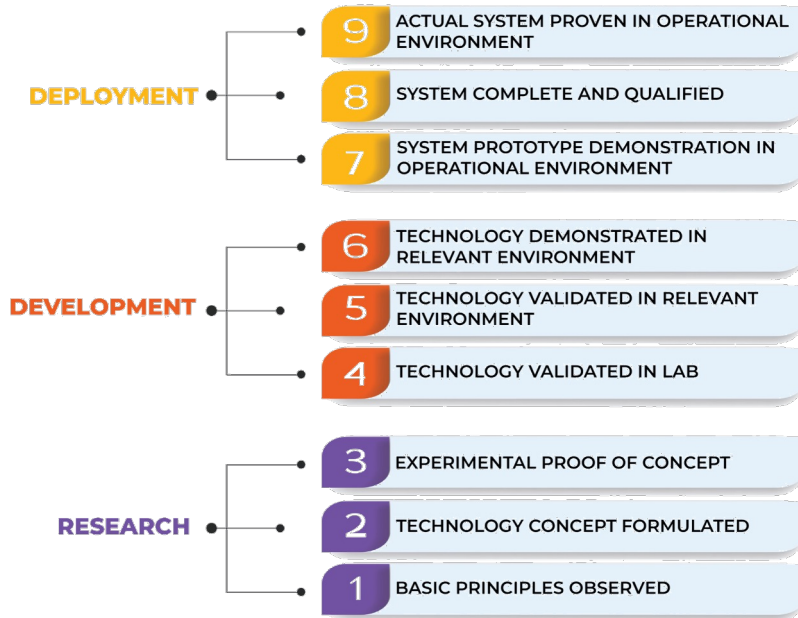 DEPLOYMENT
9
ACTUAL SYSTEM PROVEN IN OPERATIONAL
ENVIRONMENT
8
SYSTEM COMPLETE AND QUALIFIED
7
SYSTEM PROTOTYPE DEMONSTRATION IN
OPERATIONAL ENVIRONMENT
DEVELOPMENT
6
TECHNOLOGY DEMONSTRATED IN
RELEVANT ENVIRONMENT
5
TECHNOLOGY VALIDATED IN RELEVANT
ENVIRONMENT
4
TECHNOLOGY VALIDATED IN LAB
RESEARCH
3
EXPERIMENTAL PROOF OF CONCEPT
2
TECHNOLOGY CONCEPT FORMULATED
1
BASIC PRINCIPLES OBSERVED